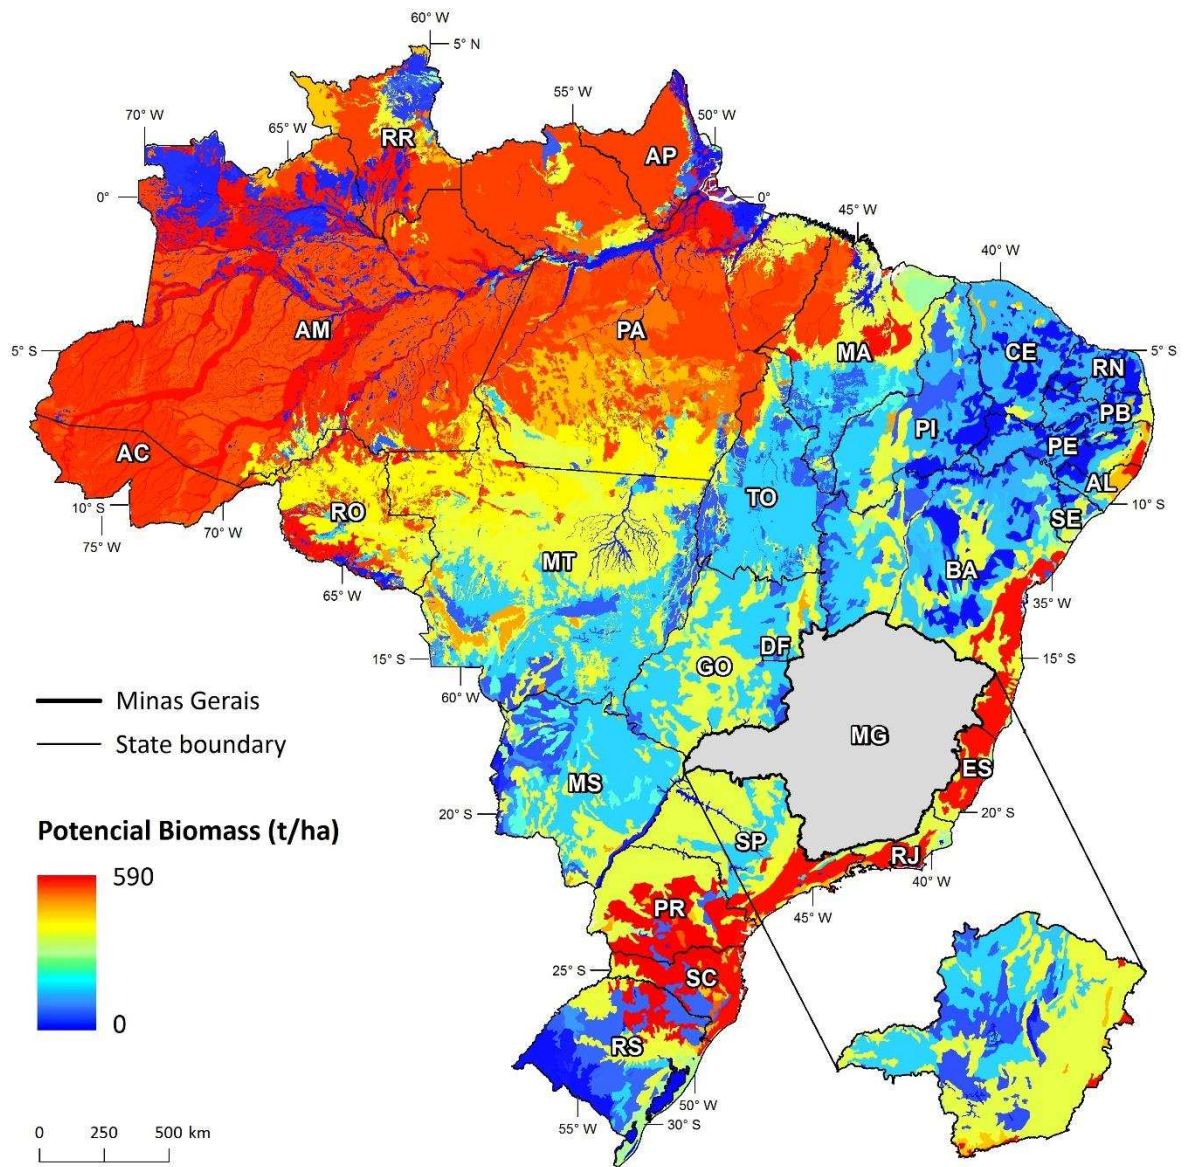 60° W
5° N
70° W
65° W
55° W
50° W
RR
AP
0°
0°
45° W
40° W
AM
PA
MA
CE
RN
5° S
5° S
PB
PI
PE
AC
AL
10° S
RO
TO
SE
10° S
75° W
70° W
MT
BA
65° W
35° W
15° S
GO
DF
15° S
60° W
Minas Gerais
State boundary
MG
MS
ES
20° S
20° S
Potencial Biomass (t/ha)
SP
RJ
590
40° W
45° W
PR
25° S
SC
0
RS
50° W
55° W
30° S
0 250 500 km